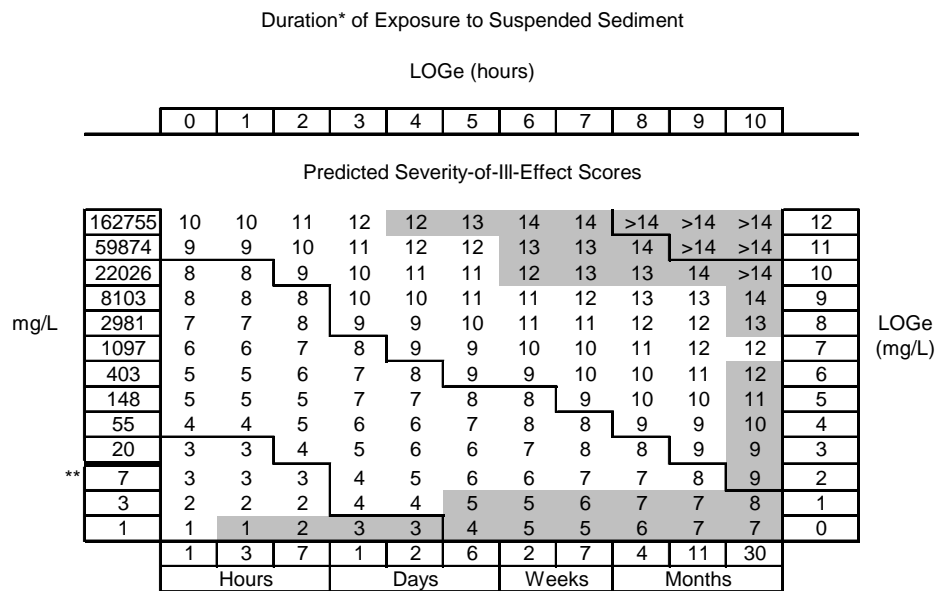 Duration* of Exposure to Suspended Sediment
LOGe (hours)
0 1 2 3 4 5 6 7 8 9 10
Predicted Severity-of-Ill-Effect Scores
162755 10 10 11 12 12 13 14 14 >14 >14 >14 12
59874 9 9 10 11 12 12 13 13 14 >14 >14 11
22026 8 8 9 10 11 11 12 13 13 14 >14 10
8103 8 8 8 10 10 11 11 12 13 13 14 9
mg/L 2981 7 7 8 9 9 10 11 11 12 12 13 8 LOGe
1097 6 6 7 8 9 9 10 10 11 12 12 7 (mg/L)
403 5 5 6 7 8 9 9 10 10 11 12 6
148 5 5 5 7 7 8 8 9 10 10 11 5
55 4 4 5 6 6 7 8 8 9 9 10 4
20 3 3 4 5 6 6 7 8 8 9 9 3
** 7 3 3 3 4 5 6 6 7 7 8 9 2
3 2 2 2 4 4 5 5 6 7 7 8 1
1 1 1 2 3 3 4 5 5 6 7 7 0
1 3 7 1 2 6 2 7 4 11 30
Hours Days Weeks Months